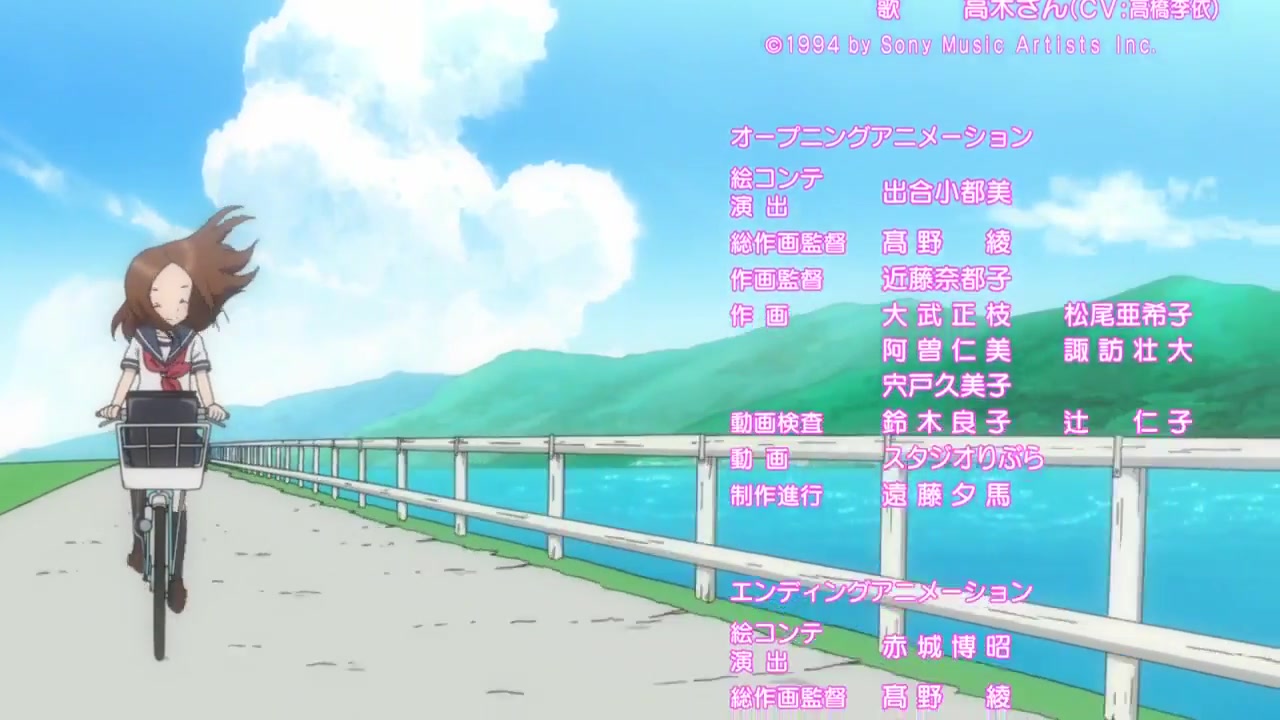 歌 高木さん(CV:高橋李依)
©1994 by Sony Music Artists Inc.
オープニングアニメーション
絵コンテ
演出 出合小都美
総作画監督 髙野 綾
作画監督 近藤奈都子
作画 大武正枝 松尾亜希子
阿曽仁美 諏訪壮大
宍戸久美子
動画検査 鈴木良子 辻 仁子
動画 スタジオりぷら
制作進行 遠藤夕馬
エンディングアニメーション
絵コンテ
演出 赤城博昭
総作画監督 髙野 綾